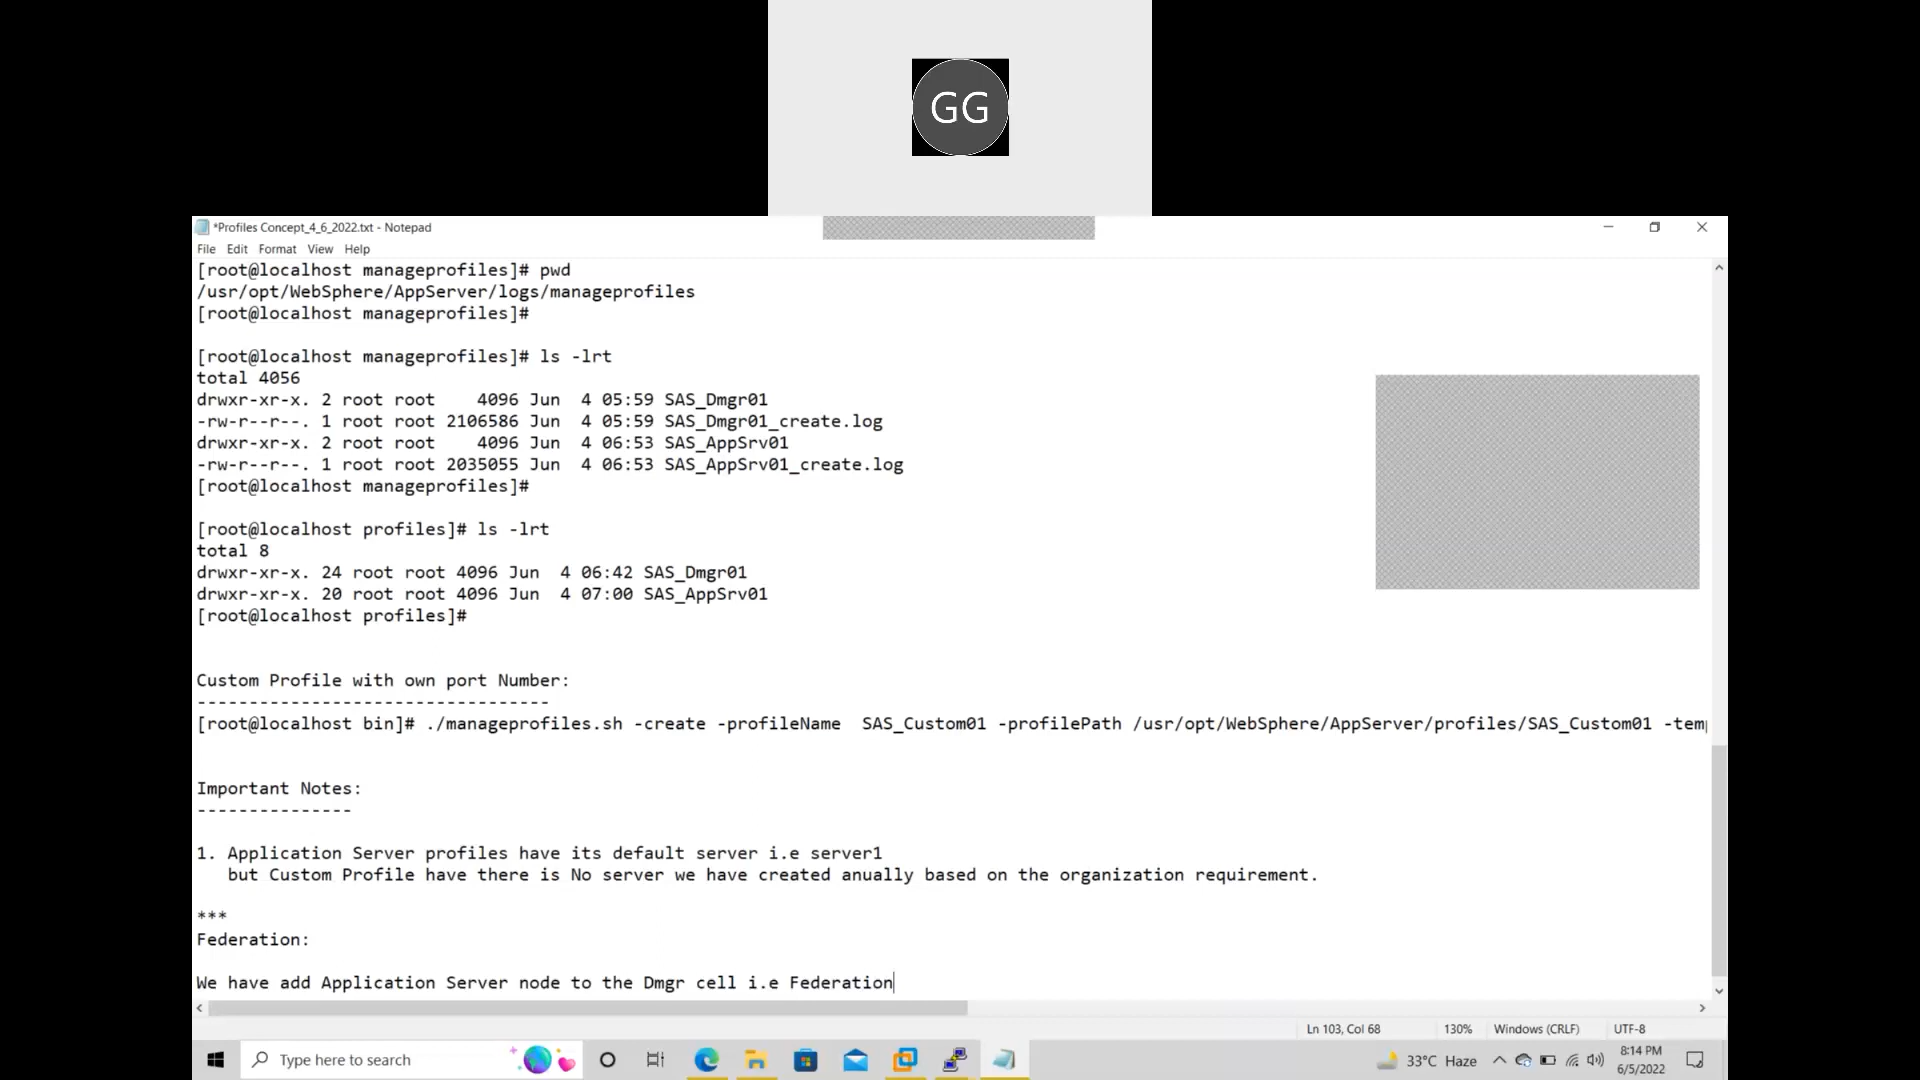 GG
*Profiles Concept_4_6_2022.txt - Notepad
File Edit Format View Help
[root@localhost manageprofiles]# pwd
/usr/opt/WebSphere/AppServer/logs/manageprofiles
[root@localhost manageprofiles]#
[root@localhost manageprofiles]# ls -lrt
total 4056
drwxr-xr-x. 2 root root    4096 Jun  4 05:59 SAS_Dmgr01
-rw-r--r--. 1 root root 2106586 Jun  4 05:59 SAS_Dmgr01_create.log
drwxr-xr-x. 2 root root    4096 Jun  4 06:53 SAS_AppSrv01
-rw-r--r--. 1 root root 2035055 Jun  4 06:53 SAS_AppSrv01_create.log
[root@localhost manageprofiles]#
[root@localhost profiles]# ls -lrt
total 8
drwxr-xr-x. 24 root root 4096 Jun  4 06:42 SAS_Dmgr01
drwxr-xr-x. 20 root root 4096 Jun  4 07:00 SAS_AppSrv01
[root@localhost profiles]#
Custom Profile with own port Number:
----------------------------------
[root@localhost bin]# ./manageprofiles.sh -create -profileName  SAS_Custom01 -profilePath /usr/opt/WebSphere/AppServer/profiles/SAS_Custom01 -tem
Important Notes:
---------------
1. Application Server profiles have its default server i.e server1
but Custom Profile have there is No server we have created anually based on the organization requirement.
***
Federation:
We have add Application Server node to the Dmgr cell i.e Federation
Ln 103, Col 68 130% Windows (CRLF) UTF-8
Type here to search
33°C Haze
8:14 PM
6/5/2022